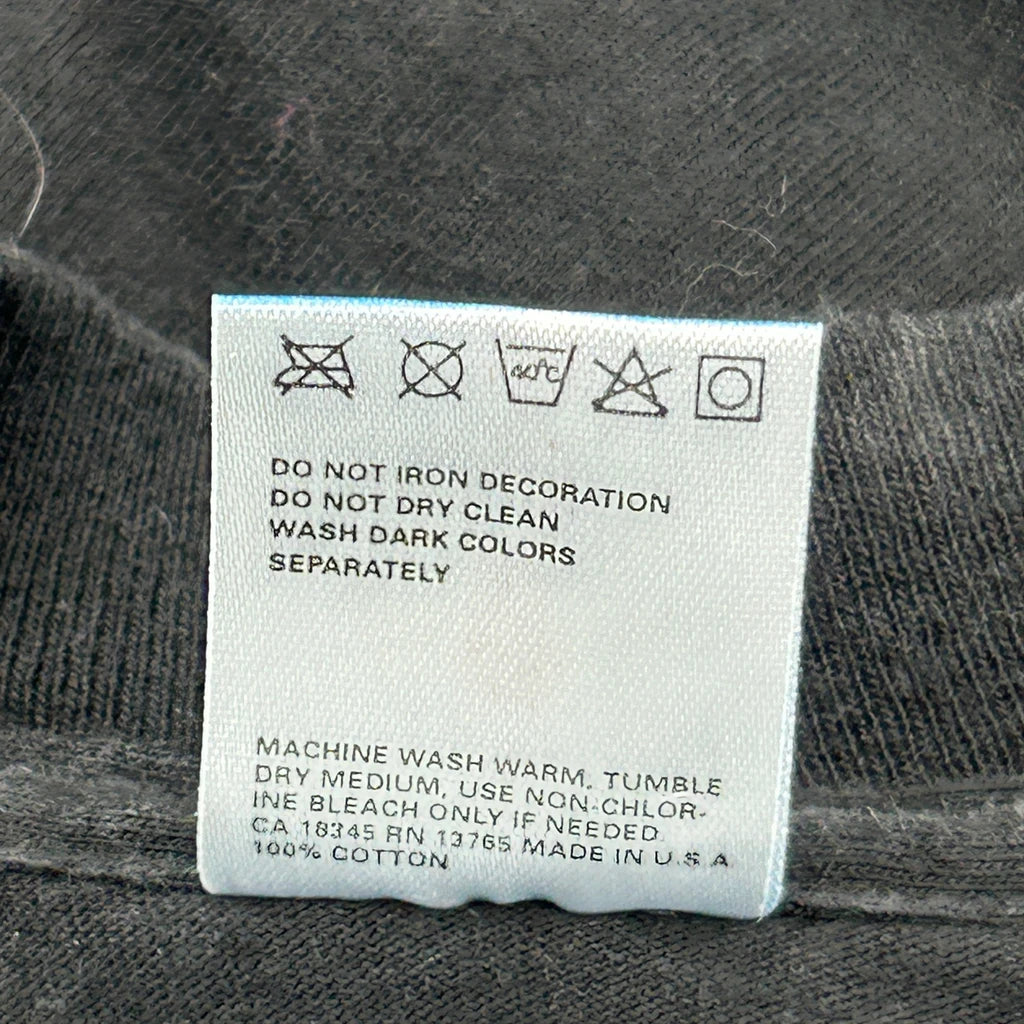 DO NOT IRON DECORATION
DO NOT DRY CLEAN
WASH DARK COLORS
SEPARATELY
MACHINE WASH WARM, TUMBLE
DRY MEDIUM, USE NON-CHLOR-
INE BLEACH ONLY IF NEEDED.
CA 18345 RN 13765 MADE IN U.S.A.
100% COTTON